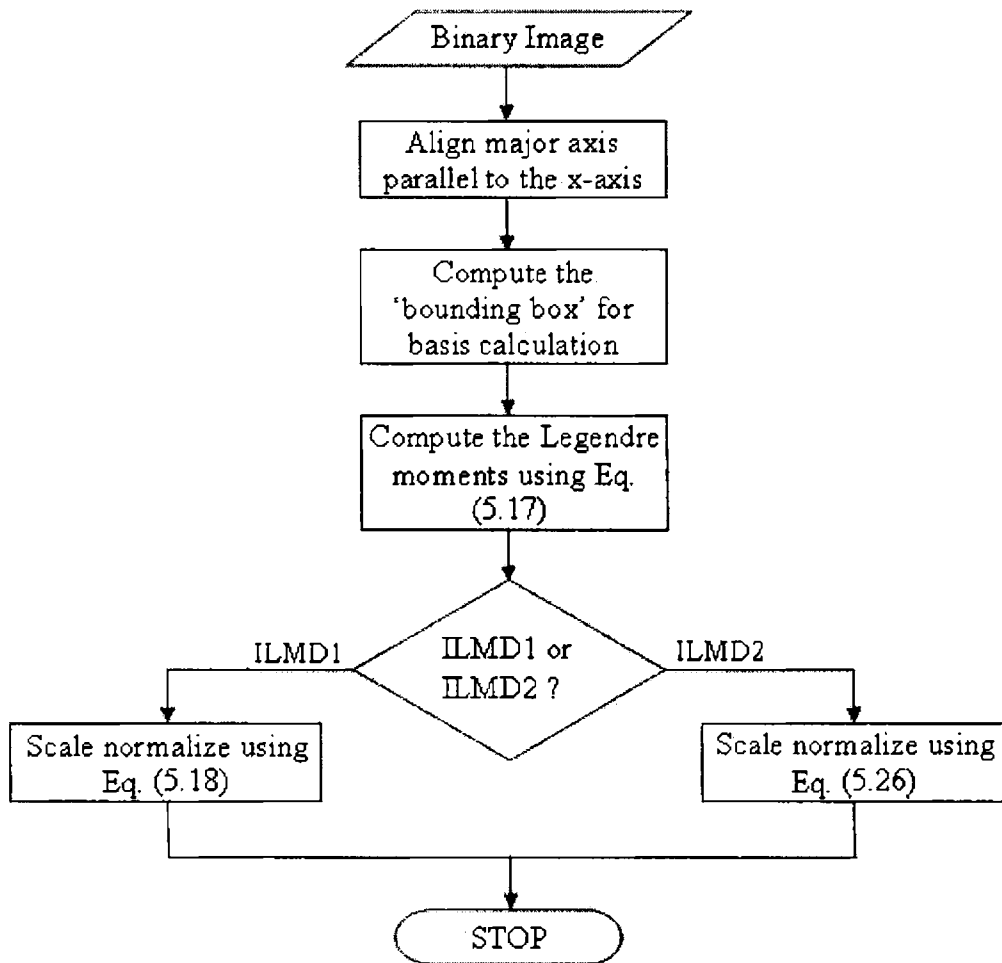 Binary Image
Align major axis
parallel to the x-axis
Compute the
'bounding box' for
basis calculation
Compute the Legendre
moments using Eq.
(5.17)
ILMD1 or
ILMD2 ?
ILMD1
ILMD2
Scale normalize using
Eq. (5.18)
Scale normalize using
Eq. (5.26)
STOP